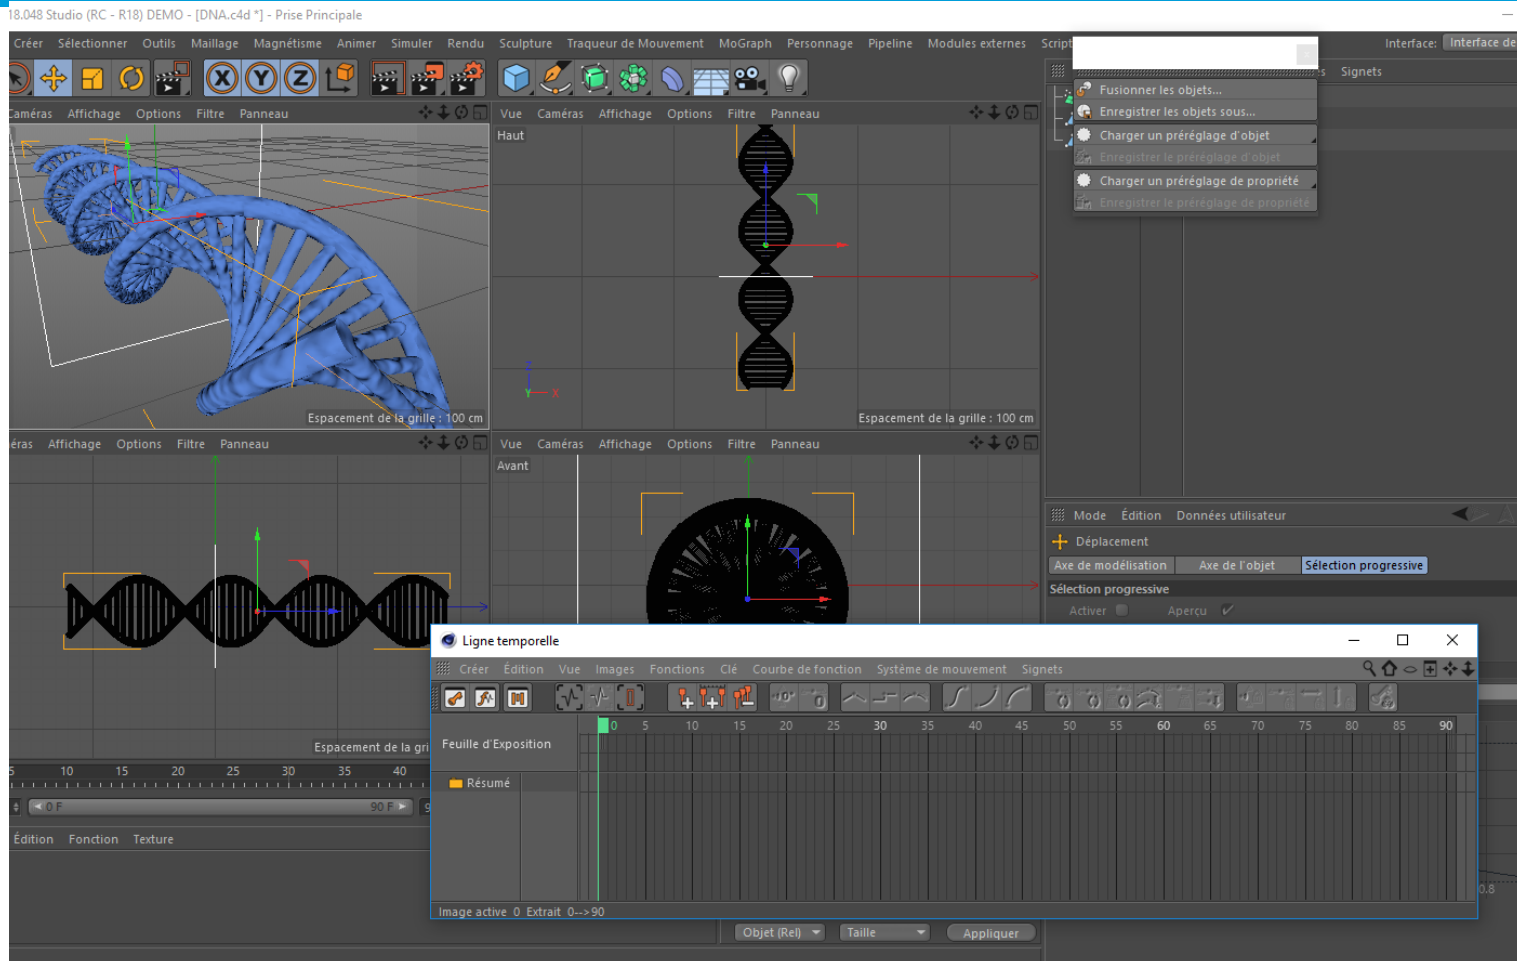 18.048 Studio (RC - R18) DEMO - [DNA.c4d *] - Prise Principale
Créer Sélectionner Outils Maillage Magnétisme Animer Simuler Rendu Sculpture Traqueur de Mouvement MoGraph Personnage Pipeline Modules externes Script Interface: Interface de
X Y Z
Signets
Fusionner les objets...
Enregistrer les objets sous...
Charger un préréglage d'objet
Enregistrer le préréglage d'objet
Charger un préréglage de propriété
Enregistrer le préréglage de propriété
Caméras Affichage Options Filtre Panneau
Vue Caméras Affichage Options Filtre Panneau
Haut
Z
Y X
Espacement de la grille : 100 cm
Espacement de la grille : 100 cm
éras Affichage Options Filtre Panneau
Vue Caméras Affichage Options Filtre Panneau
Avant
Espacement de la gri
Mode Édition Données utilisateur
Déplacement
Axe de modélisation Axe de l'objet Sélection progressive
Sélection progressive
Activer Aperçu
5 10 15 20 25 30 35 40
0 F 90 F 9
Édition Fonction Texture
Ligne temporelle
Créer Édition Vue Images Fonctions Clé Courbe de fonction Système de mouvement Signets
0 5 10 15 20 25 30 35 40 45 50 55 60 65 70 75 80 85 90
Feuille d'Exposition
Résumé
Image active 0 Extrait 0-->90
0.8
Objet (Rel) Taille Appliquer